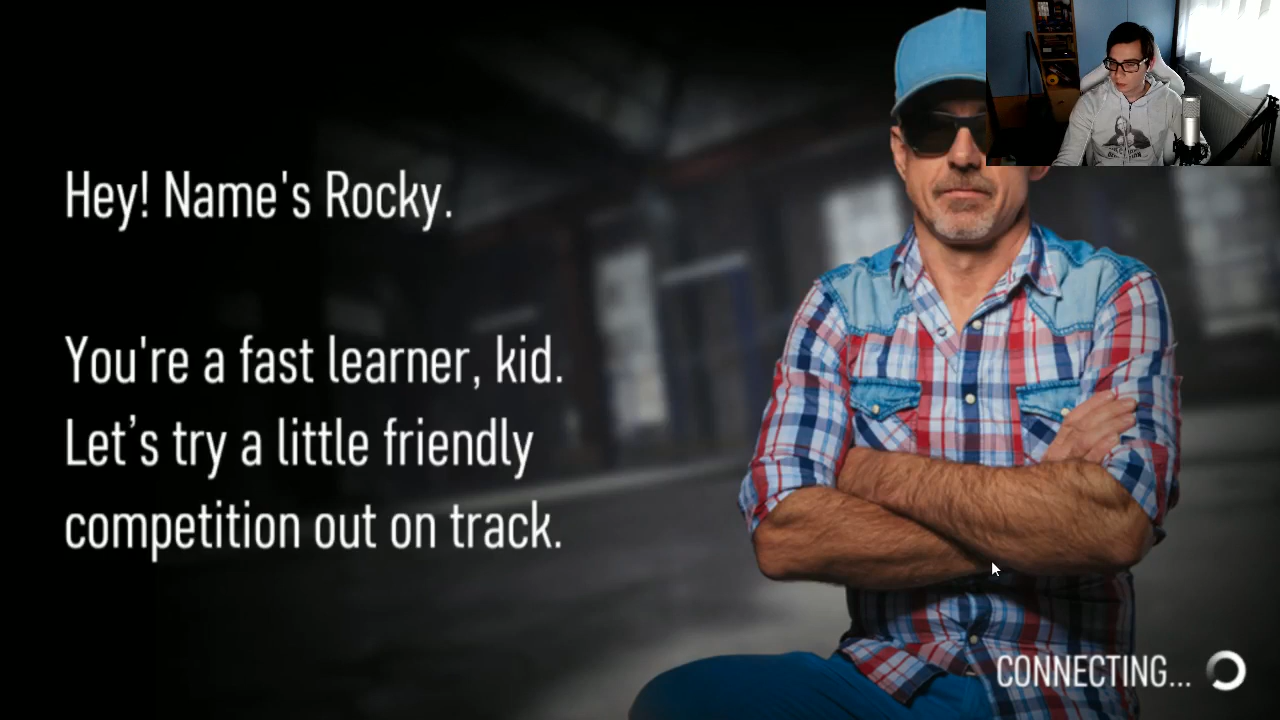 Hey! Name's Rocky.
You're a fast learner, kid.
Let’s try a little friendly
competition out on track.
CONNECTING...